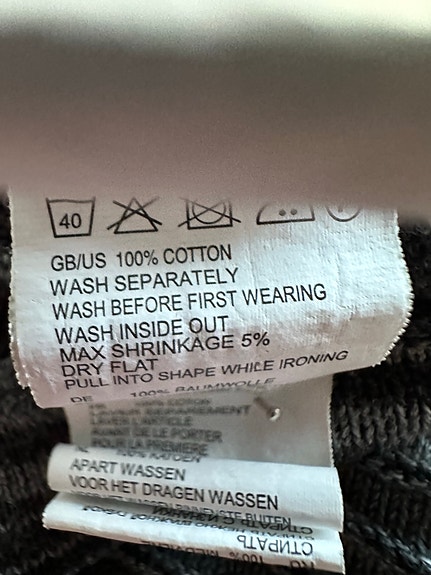 40
GB/US 100% COTTON
WASH SEPARATELY
WASH BEFORE FIRST WEARING
WASH INSIDE OUT
MAX SHRINKAGE 5%
DRY FLAT
PULL INTO SHAPE WHILE IRONING
DE 100% BAUMWOLLE
AVANT DE LE PORTER
POUR LA PREMIERE
APART WASSEN
VOOR HET DRAGEN WASSEN
СТИРАТЬ